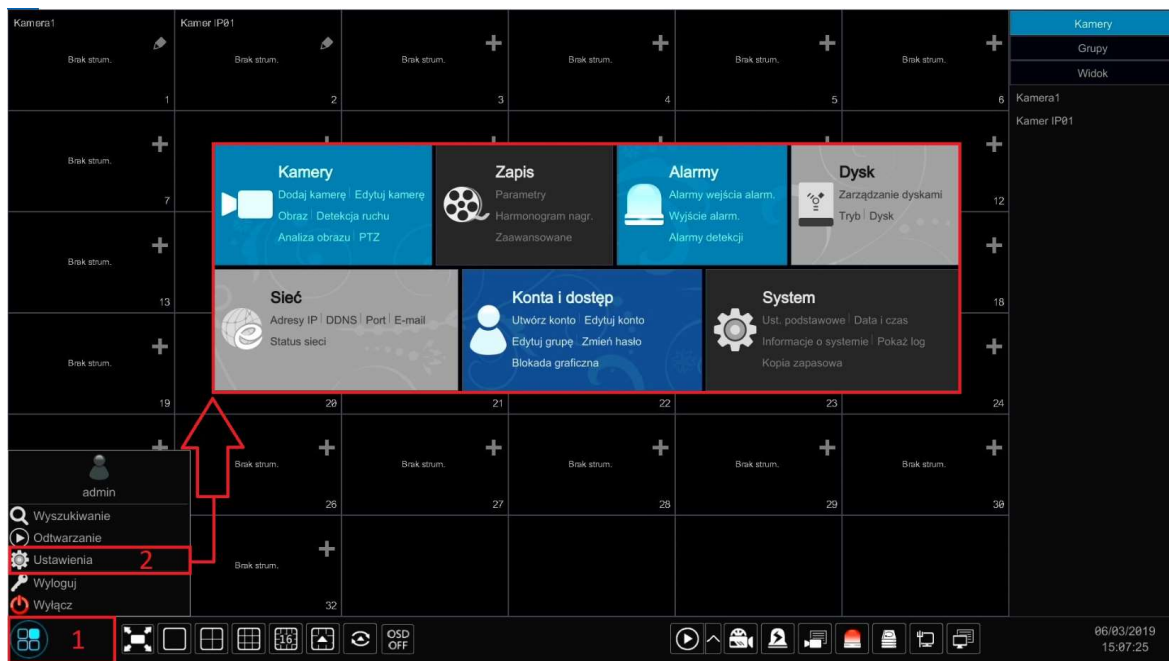 Kamera1
Kamer IP01
Brak strum.
Brak strum.
Brak strum.
Brak strum.
Brak strum.
Brak strum.
1
2
3
4
5
6
Kamery
Grupy
Widok
Kamera1
Kamer IP01
Brak strum.
7
12
Brak strum.
13
18
Brak strum.
19
20
21
22
23
24
Kamery
Dodaj kamerę Edytuj kamerę
Obraz Detekcja ruchu
Analiza obrazu PTZ
Zapis
Parametry
Harmonogram nagr.
Zaawansowane
Alarmy
Alarmy wejścia alarm.
Wyjście alarm.
Alarmy detekcji
Dysk
Zarządzanie dyskami
Tryb Dysk
Sieć
Adresy IP DDNS Port E-mail
Status sieci
Konta i dostęp
Utwórz konto Edytuj konto
Edytuj grupę Zmień hasło
Blokada graficzna
System
Ust. podstawowe Data i czas
Informacje o systemie Pokaż log
Kopia zapasowa
Brak strum.
Brak strum.
Brak strum.
Brak strum.
Brak strum.
26
27
28
29
30
Brak strum.
32
admin
Wyszukiwanie
Odtwarzanie
Ustawienia 2
Wyloguj
Wyłącz
1
16
OSD
OFF
06/03/2019
15:07:25